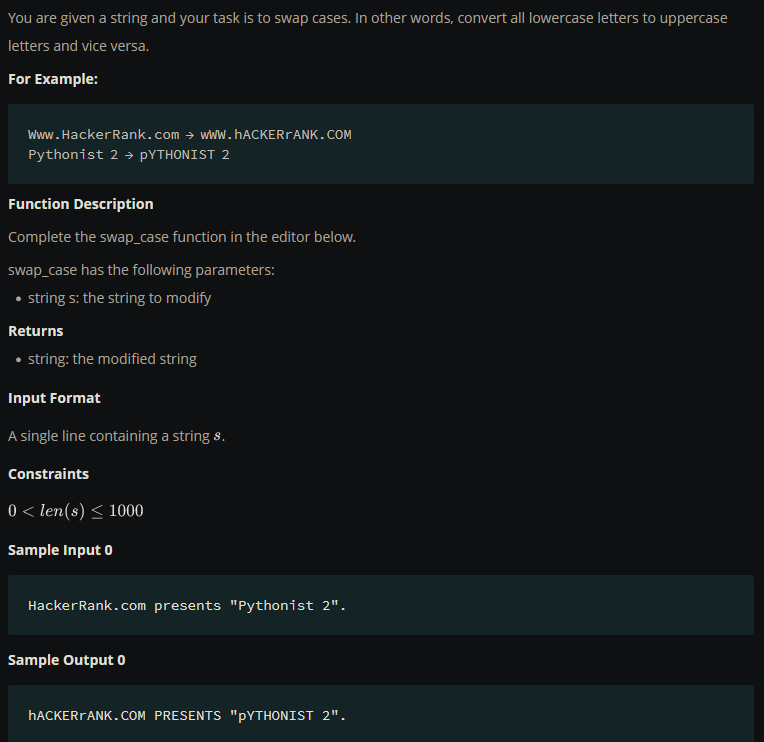 You are given a string and your task is to swap cases. In other words, convert all lowercase letters to uppercase
letters and vice versa.
For Example:
Www.HackerRank.com → wWW.hACKERrANK.COM
Pythonist 2 → pYTHONIST 2
Function Description
Complete the swap_case function in the editor below.
swap_case has the following parameters:
• string s: the string to modify
Returns
• string: the modified string
Input Format
A single line containing a string s.
Constraints
0 < len(s) ≤ 1000
Sample Input 0
HackerRank.com presents "Pythonist 2".
Sample Output 0
hACKERrANK.COM PRESENTS "pYTHONIST 2".